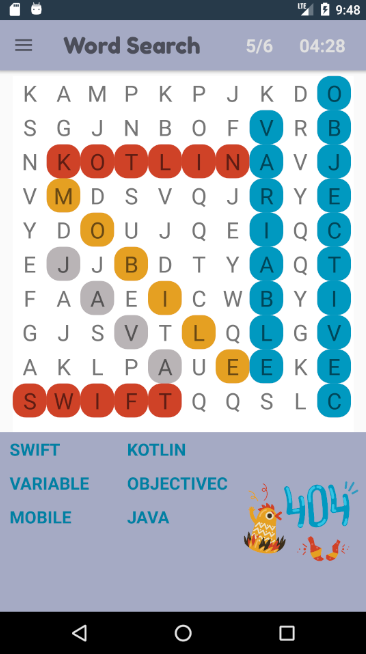 LTE 9:48
Word Search 5/6 04:28
K A M P K P J K D O
S G J N B O F V R B
N K O T L I N A V J
V M D S V Q J R Y E
Y D O U J Q E I Q C
E J J B D T Y A Q T
F A A E I C W B Y I
G J S V T L Q L G V
A K L P A U E E K E
S W I F T Q Q S L C
SWIFT KOTLIN
VARIABLE OBJECTIVEC
MOBILE JAVA
404